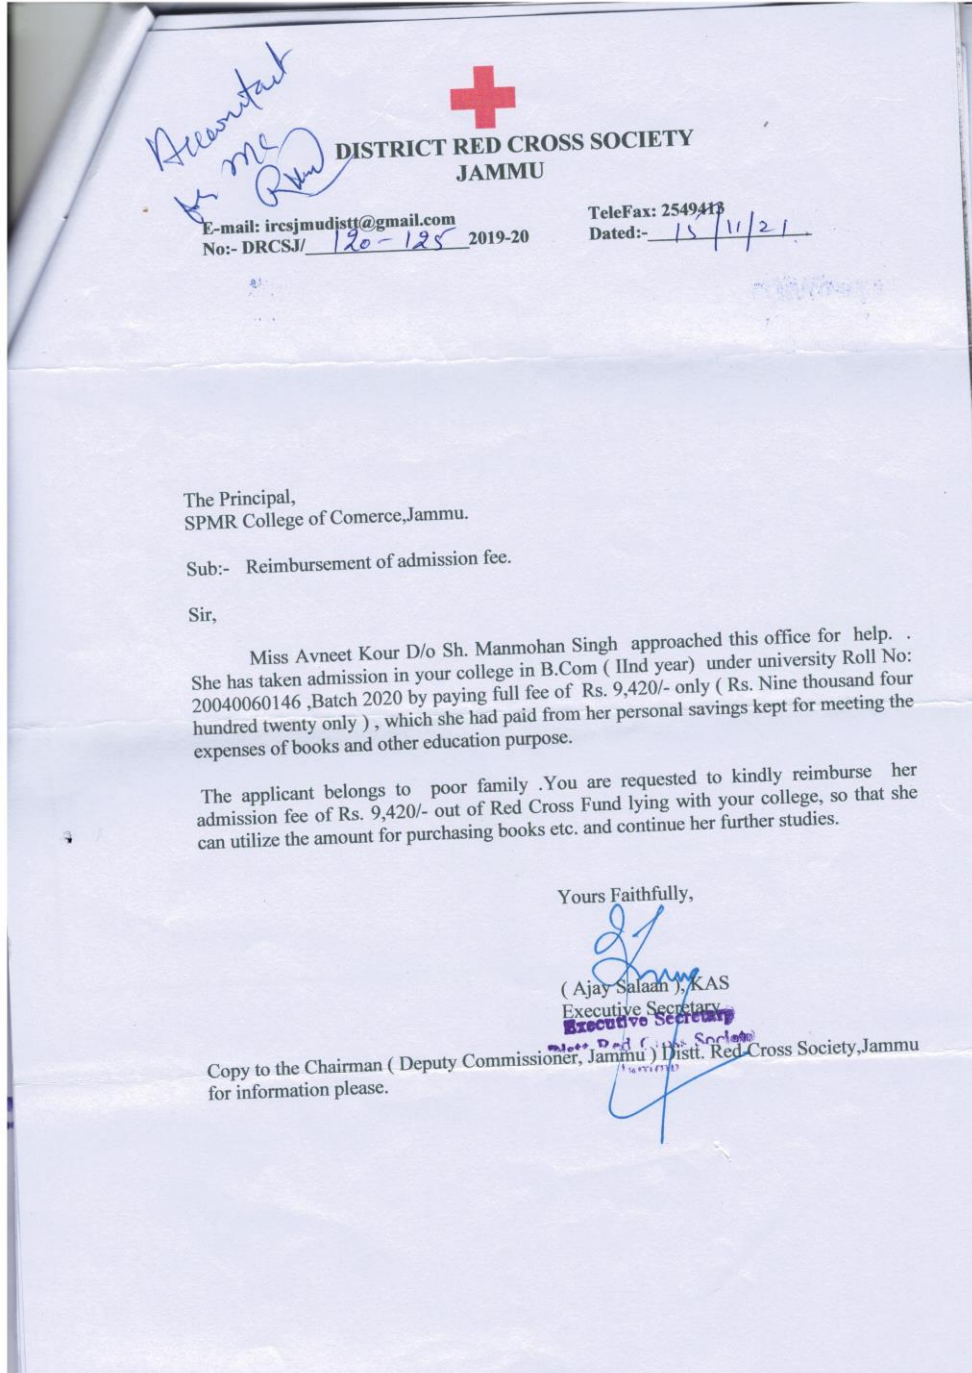 Accountant
for
DISTRICT RED CROSS SOCIETY
JAMMU
E-mail: ircsjmudistt@gmail.com
TeleFax: 2549413
No:- DRCSJ/ 120-125 2019-20
Dated:- 15/11/21
The Principal,
SPMR College of Comerce,Jammu.
Sub:- Reimbursement of admission fee.
Sir,
Miss Avneet Kour D/o Sh. Manmohan Singh approached this office for help. .
She has taken admission in your college in B.Com ( IInd year) under university Roll No:
20040060146 ,Batch 2020 by paying full fee of Rs. 9,420/- only ( Rs. Nine thousand four
hundred twenty only ) , which she had paid from her personal savings kept for meeting the
expenses of books and other education purpose.
The applicant belongs to poor family .You are requested to kindly reimburse her
admission fee of Rs. 9,420/- out of Red Cross Fund lying with your college, so that she
can utilize the amount for purchasing books etc. and continue her further studies.
Yours Faithfully,
( Ajay Salaan ), KAS
Executive Secretary
Executive Secretary
Red Cross Society
Jammu
Copy to the Chairman ( Deputy Commissioner, Jammu ) Distt. Red Cross Society,Jammu
for information please.